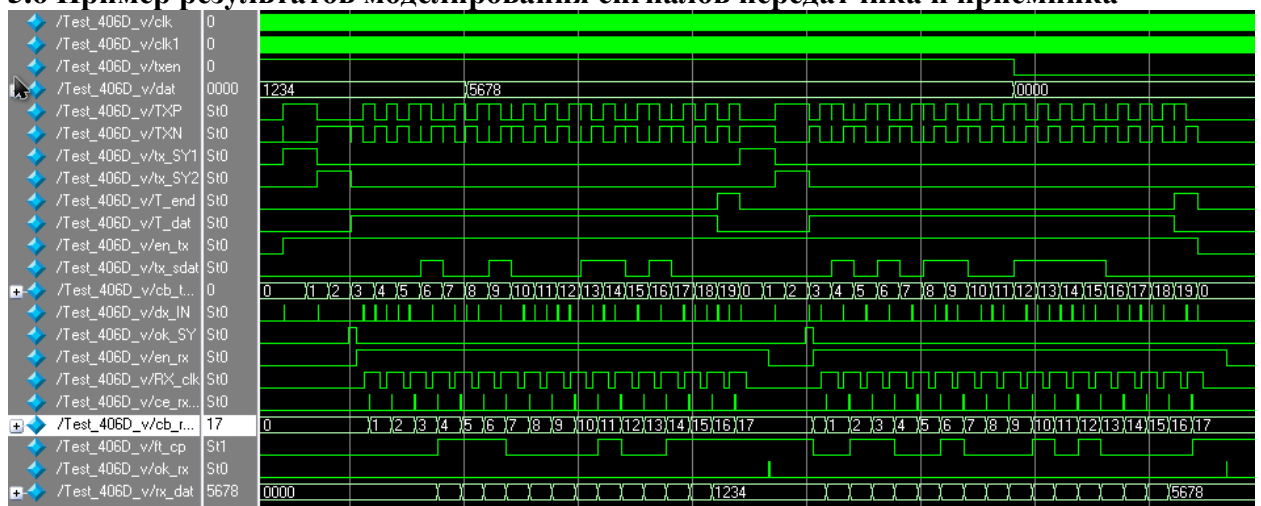 3.6 Пример результатов моделирования сигналов передатчика и приемника
/Test_406D_v/clk 0
/Test_406D_v/clk1 0
/Test_406D_v/txen 0
/Test_406D_v/dat 0000 1234 5678 0000
/Test_406D_v/TXP St0
/Test_406D_v/TXN St0
/Test_406D_v/tx_SY1 St0
/Test_406D_v/tx_SY2 St0
/Test_406D_v/T_end St0
/Test_406D_v/T_dat St0
/Test_406D_v/en_tx St0
/Test_406D_v/tx_sdat St0
/Test_406D_v/cb_t... 0 0 1 2 3 4 5 6 7 8 9 10 11 12 13 14 15 16 17 18 19 0 1 2 3 4 5 6 7 8 9 10 11 12 13 14 15 16 17 18 19 0
/Test_406D_v/dx_IN St0
/Test_406D_v/ok_SY St0
/Test_406D_v/en_rx St0
/Test_406D_v/RX_clk St0
/Test_406D_v/ce_rx... St0
/Test_406D_v/cb_r... 17 0 1 2 3 4 5 6 7 8 9 10 11 12 13 14 15 16 17 1 2 3 4 5 6 7 8 9 10 11 12 13 14 15 16 17
/Test_406D_v/ft_cp St1
/Test_406D_v/ok_rx St0
/Test_406D_v/rx_dat 5678 0000 1234 5678